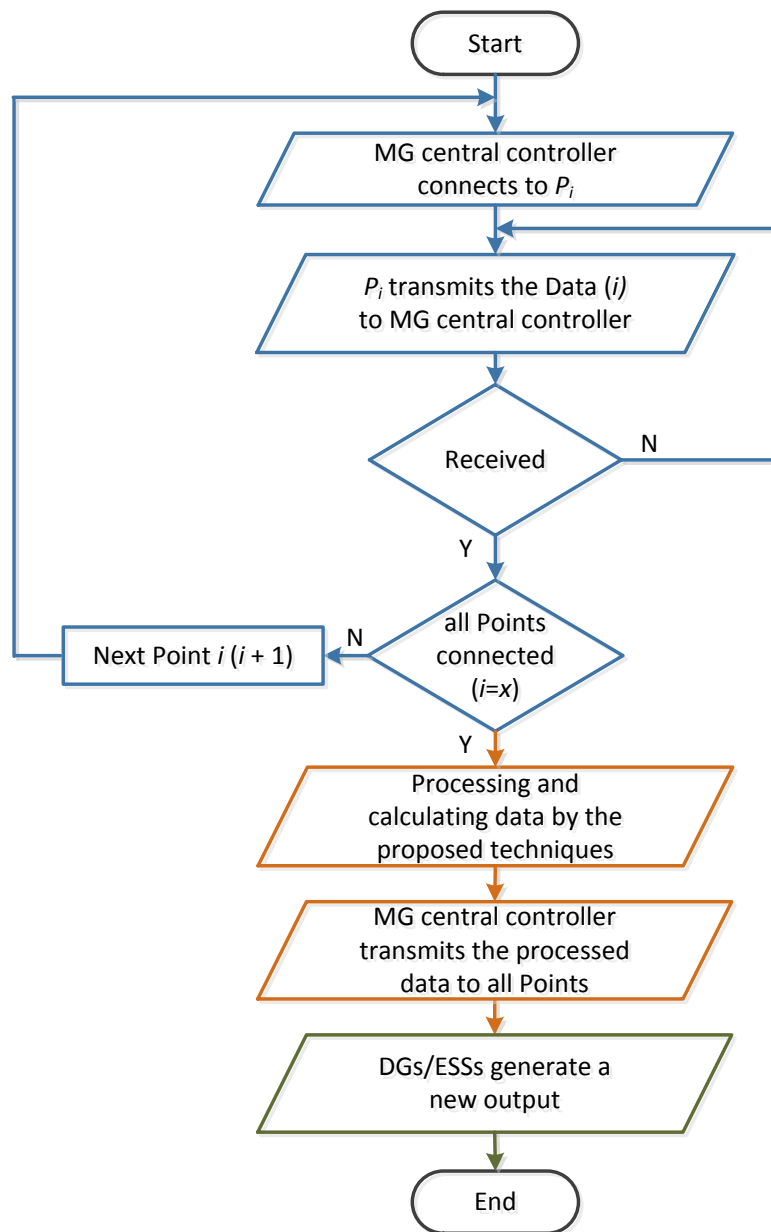 Start
MG central controller
connects to Pi
Pi transmits the Data (i)
to MG central controller
Received
N
Y
all Points
connected
(i=x)
N
Next Point i (i + 1)
Y
Processing and
calculating data by the
proposed techniques
MG central controller
transmits the processed
data to all Points
DGs/ESSs generate a
new output
End